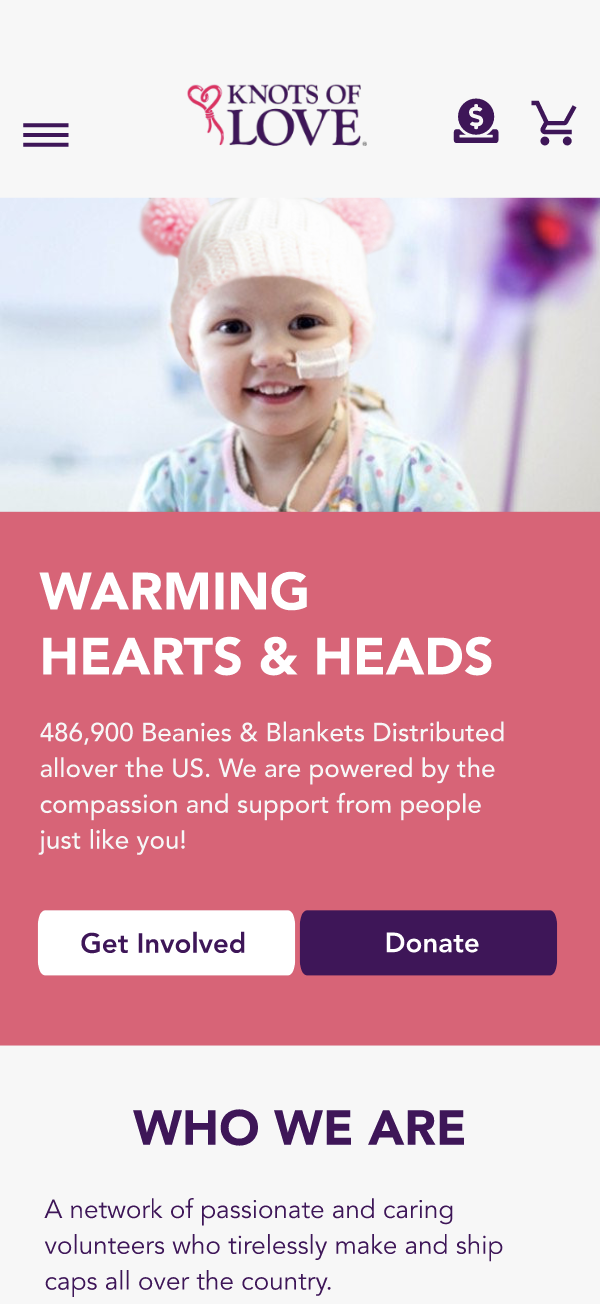 KNOTS OF
LOVE®
WARMING
HEARTS & HEADS
486,900 Beanies & Blankets Distributed
allover the US. We are powered by the
compassion and support from people
just like you!
Get Involved
Donate
WHO WE ARE
A network of passionate and caring
volunteers who tirelessly make and ship
caps all over the country.